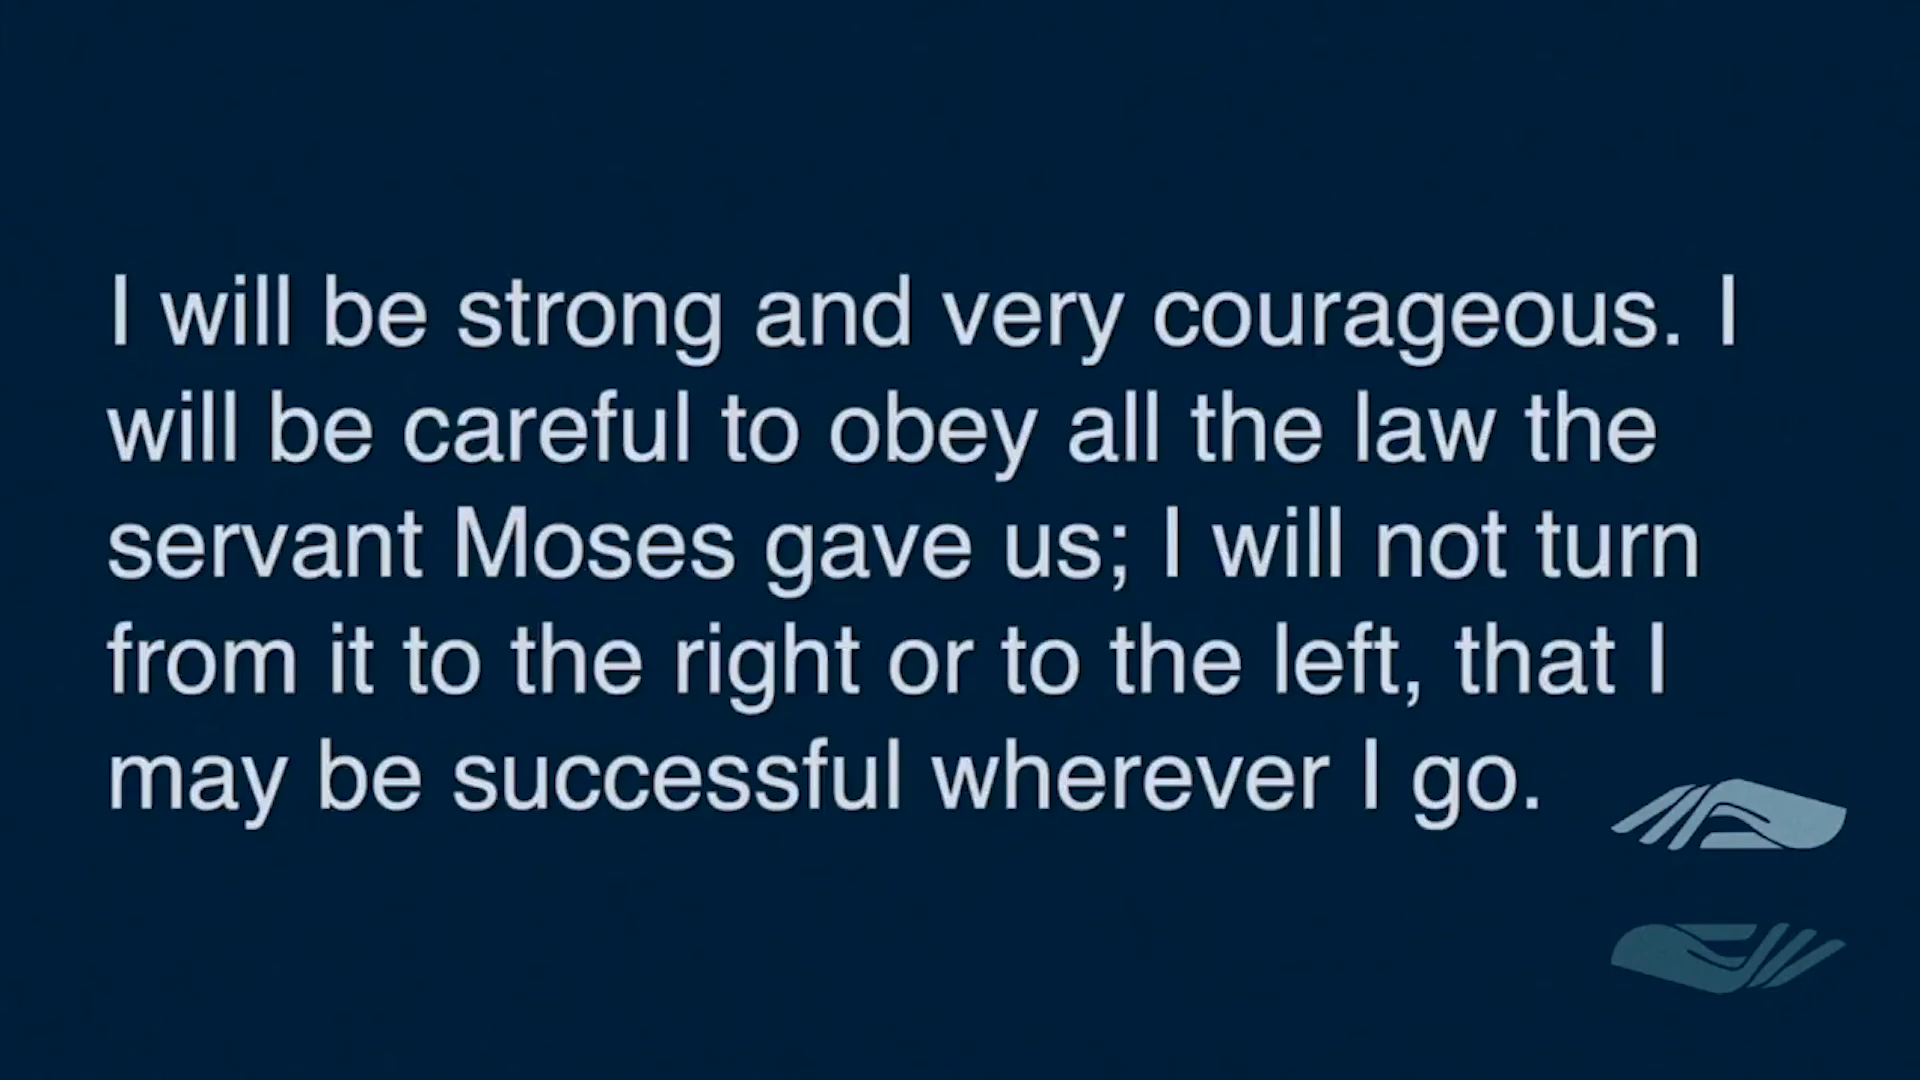 I will be strong and very courageous. I
will be careful to obey all the law the
servant Moses gave us; I will not turn
from it to the right or to the left, that I
may be successful wherever I go.